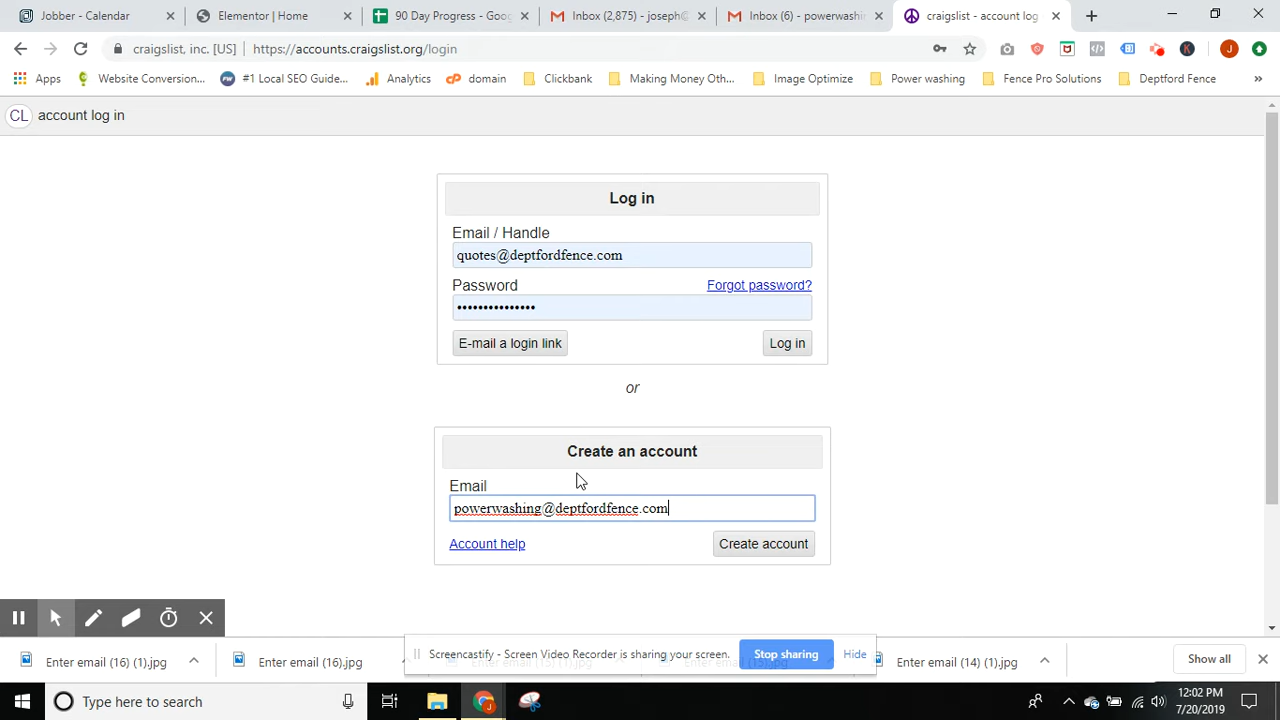 Jobber - Calendar
Elementor | Home
90 Day Progress - Goog
Inbox (2,875) - joseph@
Inbox (6) - powerwashin
craigslist - account log
craigslist, inc. [US] | https://accounts.craigslist.org/login
Apps
Website Conversion...
#1 Local SEO Guide...
Analytics
domain
Clickbank
Making Money Oth...
Image Optimize
Power washing
Fence Pro Solutions
Deptford Fence
»
CL account log in
Log in
Email / Handle
quotes@deptfordfence.com
Password Forgot password?
•••••••••••••••
E-mail a login link Log in
or
Create an account
Email
powerwashing@deptfordfence.com
Account help Create account
Screencastify - Screen Video Recorder is sharing your screen. Stop sharing Hide
Enter email (16) (1).jpg
Enter email (16).jpg
Enter email (14) (1).jpg
Show all
Type here to search
12:02 PM
7/20/2019